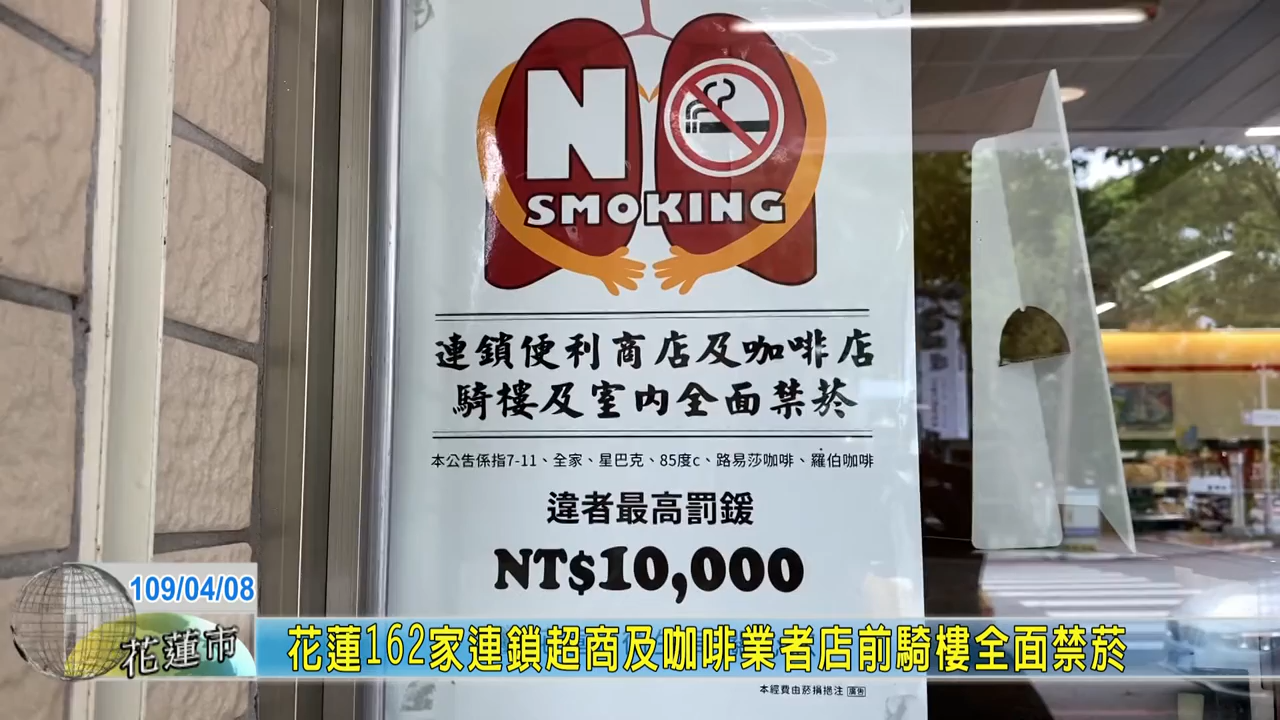 NO
SMOKING
連鎖便利商店及咖啡店
騎樓及室內全面禁菸
本公告係指7-11、全家、星巴克、85度c、路易莎咖啡、羅伯咖啡
違者最高罰鍰
NT$10,000
109/04/08
花蓮市
花蓮162家連鎖超商及咖啡業者店前騎樓全面禁菸
本經費由菸捐挹注 廣告